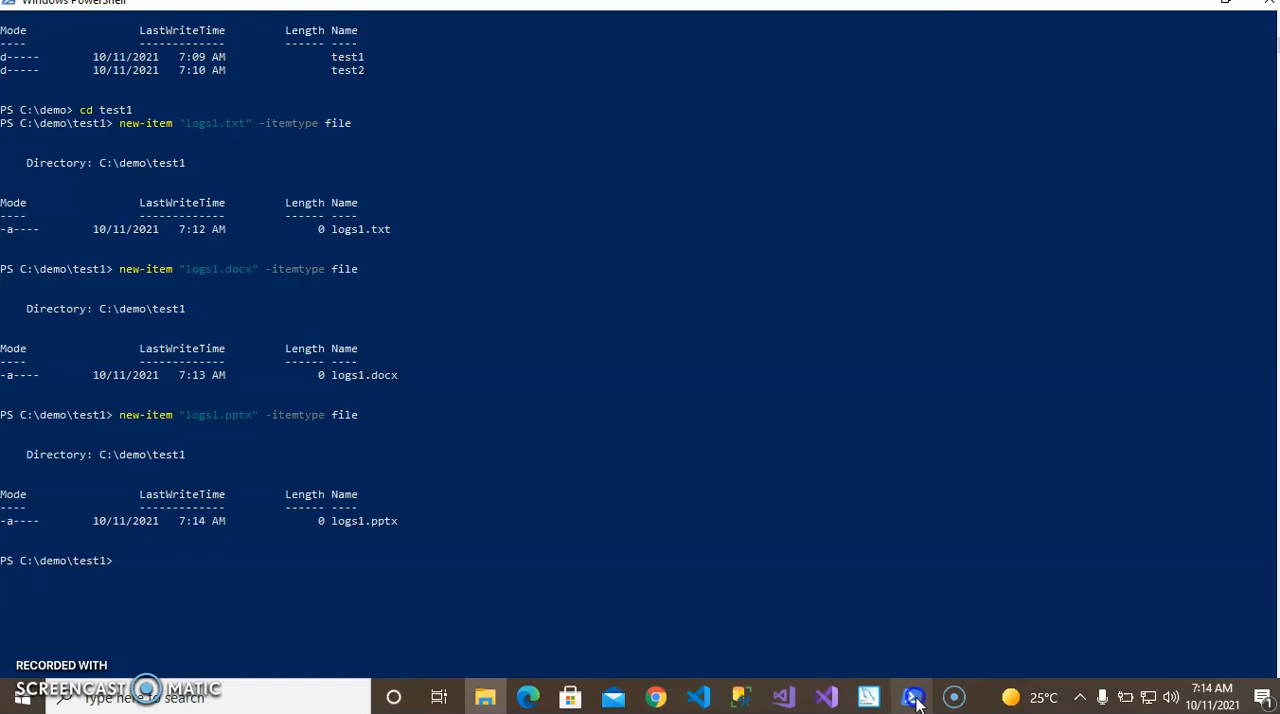 Windows PowerShell
Mode LastWriteTime Length Name
---- ------------- ------ ----
d----- 10/11/2021 7:09 AM test1
d----- 10/11/2021 7:10 AM test2
PS C:\demo> cd test1
PS C:\demo\test1> new-item "logs1.txt" -itemtype file
Directory: C:\demo\test1
Mode LastWriteTime Length Name
---- ------------- ------ ----
-a---- 10/11/2021 7:12 AM 0 logs1.txt
PS C:\demo\test1> new-item "logs1.docx" -itemtype file
Directory: C:\demo\test1
Mode LastWriteTime Length Name
---- ------------- ------ ----
-a---- 10/11/2021 7:13 AM 0 logs1.docx
PS C:\demo\test1> new-item "logs1.pptx" -itemtype file
Directory: C:\demo\test1
Mode LastWriteTime Length Name
---- ------------- ------ ----
-a---- 10/11/2021 7:14 AM 0 logs1.pptx
PS C:\demo\test1>
RECORDED WITH
SCREENCAST MATIC
Type here to search
25°C
7:14 AM
10/11/2021
1